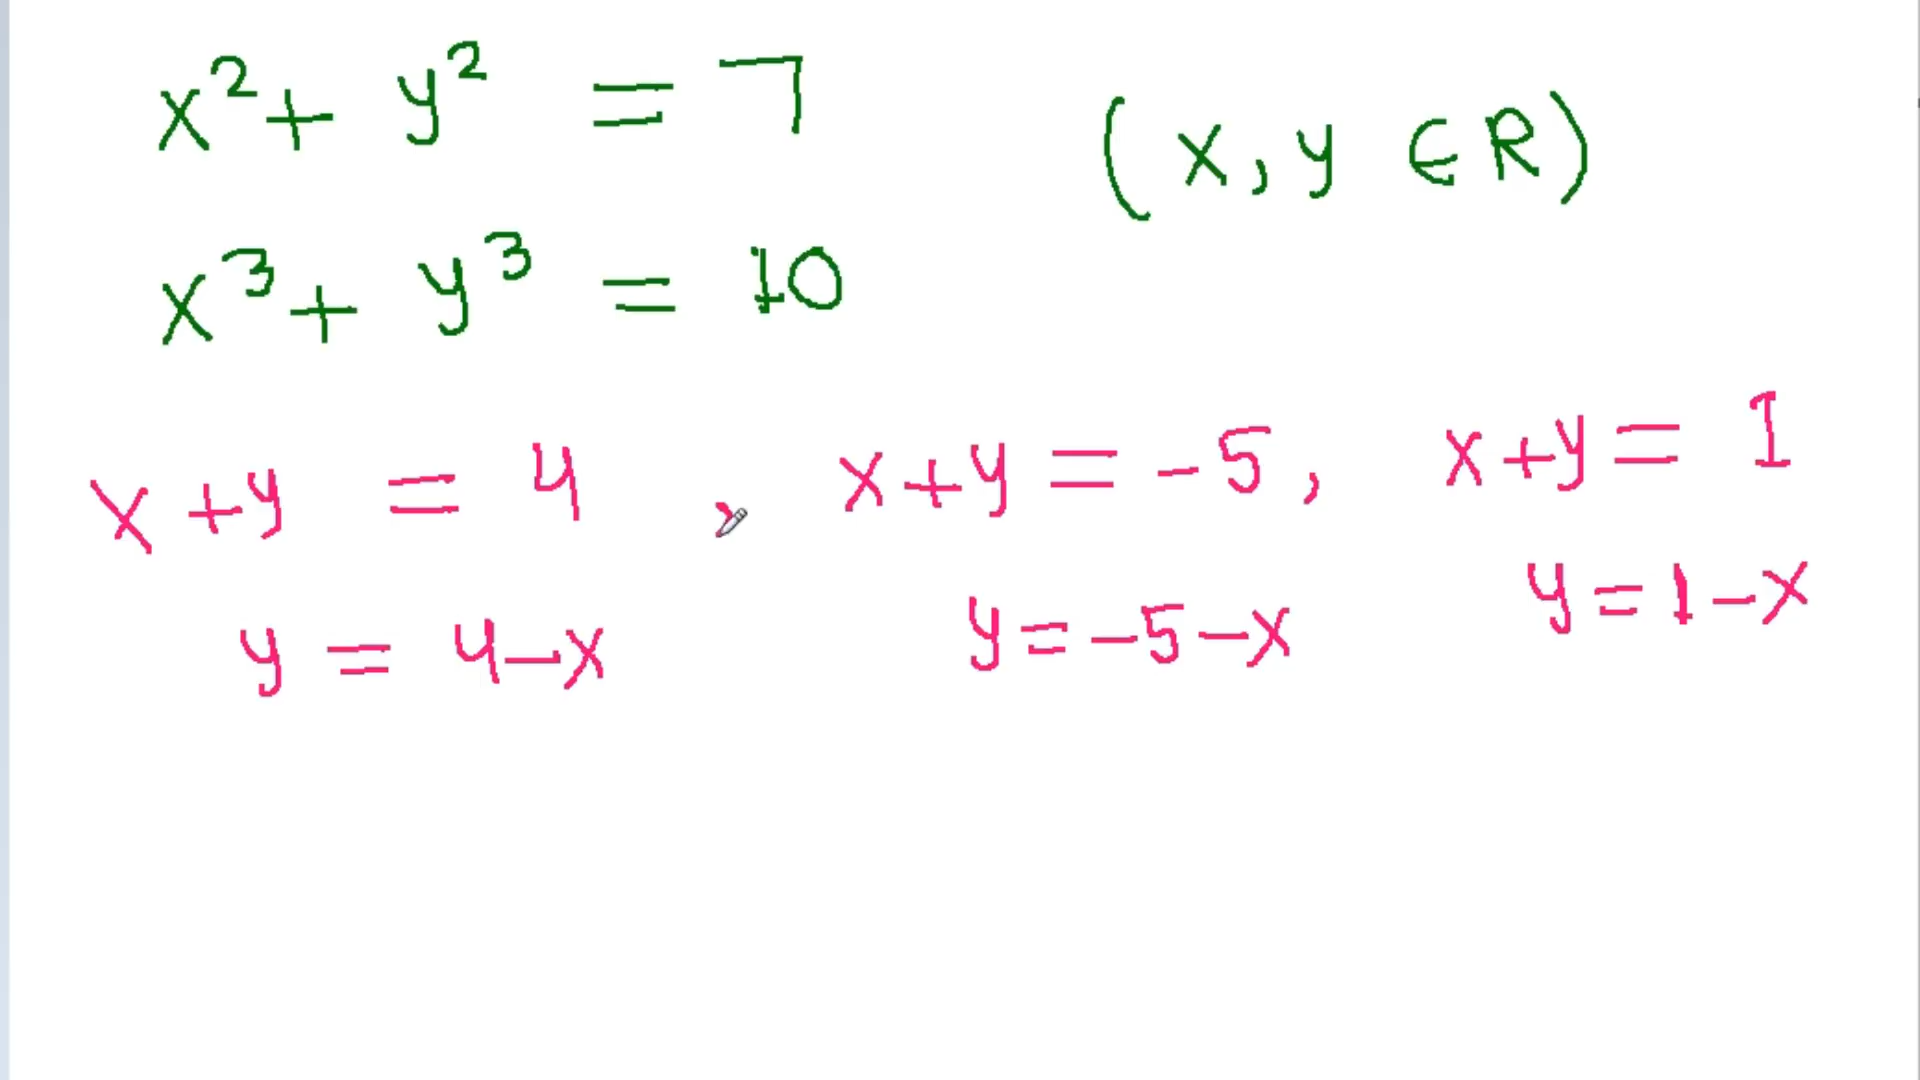 x² + y² = 7
(x, y ∈ R)
x³ + y³ = 10
x + y = 4 , x + y = -5 , x + y = 1
y = 4 - x y = -5 - x y = 1 - x